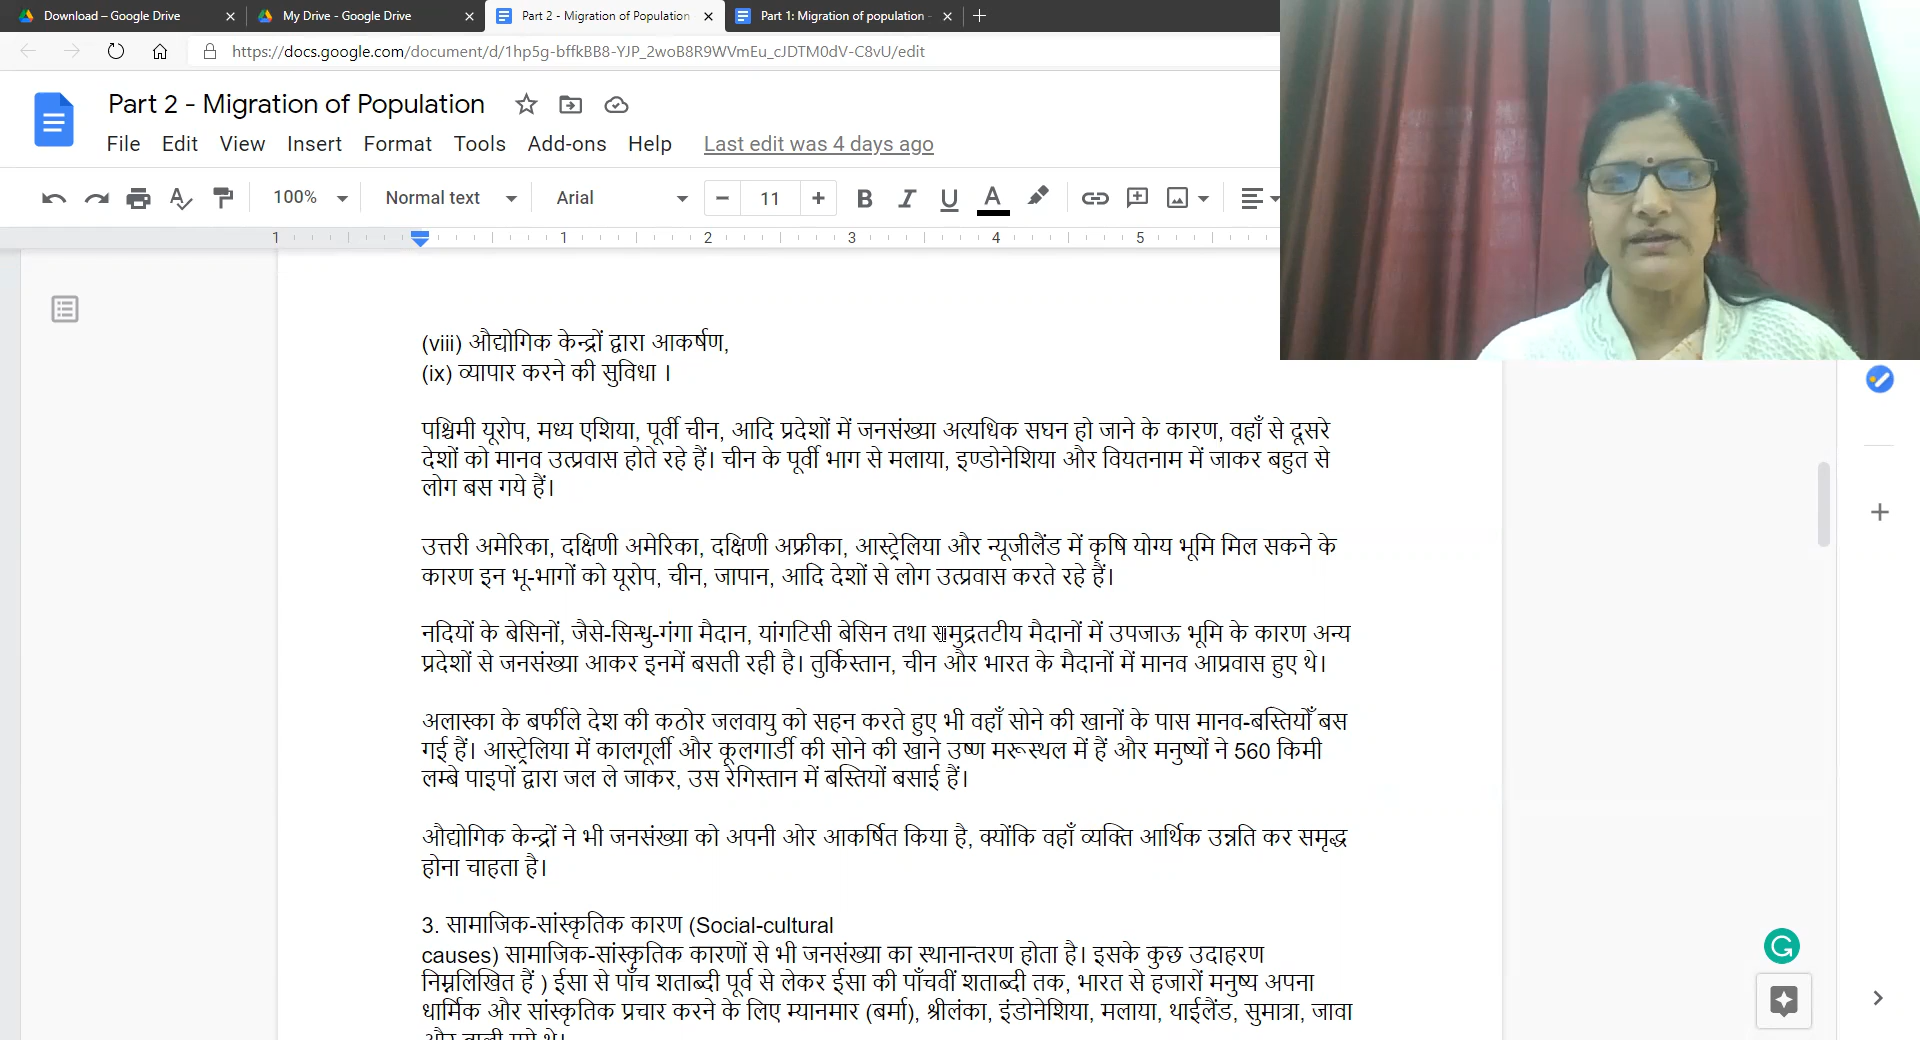 Download – Google Drive
My Drive - Google Drive
Part 2 - Migration of Population
Part 1: Migration of population -
https://docs.google.com/document/d/1hp5g-bffkBB8-YJP_2woB8R9WVmEu_cJDTM0dV-C8vU/edit
Part 2 - Migration of Population
File Edit View Insert Format Tools Add-ons Help Last edit was 4 days ago
100% Normal text Arial 11 B I U A
1 1 2 3 4 5
(viii) औद्योगिक केन्द्रों द्वारा आकर्षण,
(ix) व्यापार करने की सुविधा ।
पश्चिमी यूरोप, मध्य एशिया, पूर्वी चीन, आदि प्रदेशों में जनसंख्या अत्यधिक सघन हो जाने के कारण, वहाँ से दूसरे
देशों को मानव उत्प्रवास होते रहे हैं। चीन के पूर्वी भाग से मलाया, इण्डोनेशिया और वियतनाम में जाकर बहुत से
लोग बस गये हैं।
उत्तरी अमेरिका, दक्षिणी अमेरिका, दक्षिणी अफ्रीका, आस्ट्रेलिया और न्यूजीलैंड में कृषि योग्य भूमि मिल सकने के
कारण इन भू-भागों को यूरोप, चीन, जापान, आदि देशों से लोग उत्प्रवास करते रहे हैं।
नदियों के बेसिनों, जैसे-सिन्धु-गंगा मैदान, यांगटिसी बेसिन तथा समुद्रतटीय मैदानों में उपजाऊ भूमि के कारण अन्य
प्रदेशों से जनसंख्या आकर इनमें बसती रही है। तुर्किस्तान, चीन और भारत के मैदानों में मानव आप्रवास हुए थे।
अलास्का के बर्फीले देश की कठोर जलवायु को सहन करते हुए भी वहाँ सोने की खानों के पास मानव-बस्तियाँ बस
गई हैं। आस्ट्रेलिया में कालगूर्ली और कूलगार्डी की सोने की खाने उष्ण मरूस्थल में हैं और मनुष्यों ने 560 किमी
लम्बे पाइपों द्वारा जल ले जाकर, उस रेगिस्तान में बस्तियों बसाई हैं।
औद्योगिक केन्द्रों ने भी जनसंख्या को अपनी ओर आकर्षित किया है, क्योंकि वहाँ व्यक्ति आर्थिक उन्नति कर समृद्ध
होना चाहता है।
3. सामाजिक-सांस्कृतिक कारण (Social-cultural
causes) सामाजिक-सांस्कृतिक कारणों से भी जनसंख्या का स्थानान्तरण होता है। इसके कुछ उदाहरण
निम्नलिखित हैं ) ईसा से पाँच शताब्दी पूर्व से लेकर ईसा की पाँचवीं शताब्दी तक, भारत से हजारों मनुष्य अपना
धार्मिक और सांस्कृतिक प्रचार करने के लिए म्यानमार (बर्मा), श्रीलंका, इंडोनेशिया, मलाया, थाईलैंड, सुमात्रा, जावा